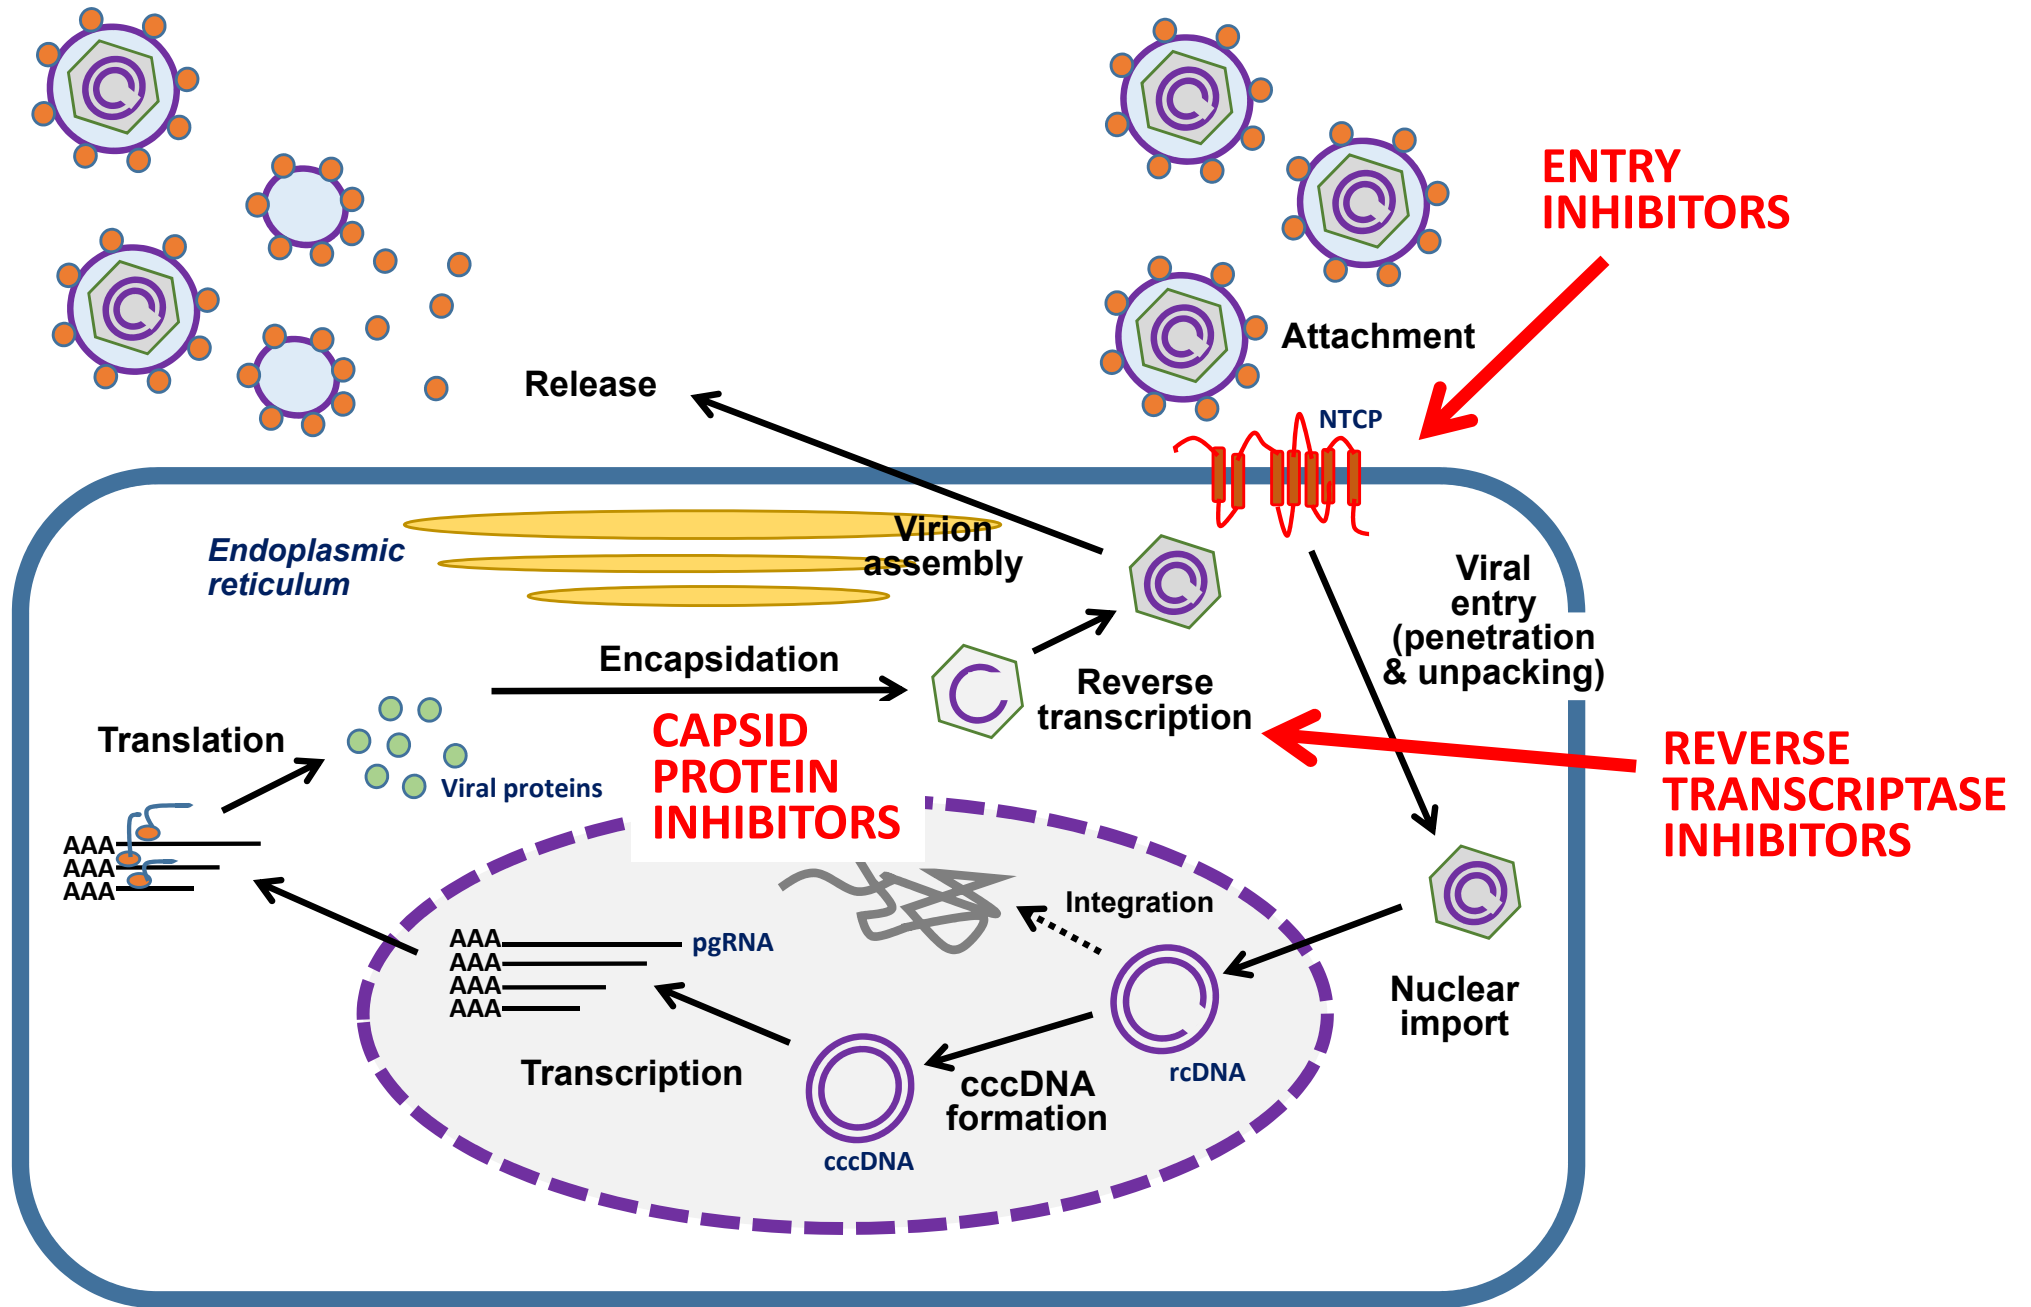 ENTRY
INHIBITORS
Attachment
Release
NTCP
Endoplasmic
reticulum
Virion
assembly
Viral
entry
(penetration
& unpacking)
Encapsidation
Reverse
transcription
CAPSID
PROTEIN
INHIBITORS
REVERSE
TRANSCRIPTASE
INHIBITORS
Translation
Viral proteins
AAA
AAA
AAA
Integration
AAA
pgRNA
AAA
AAA
AAA
Nuclear
import
Transcription
rcDNA
cccDNA
formation
cccDNA